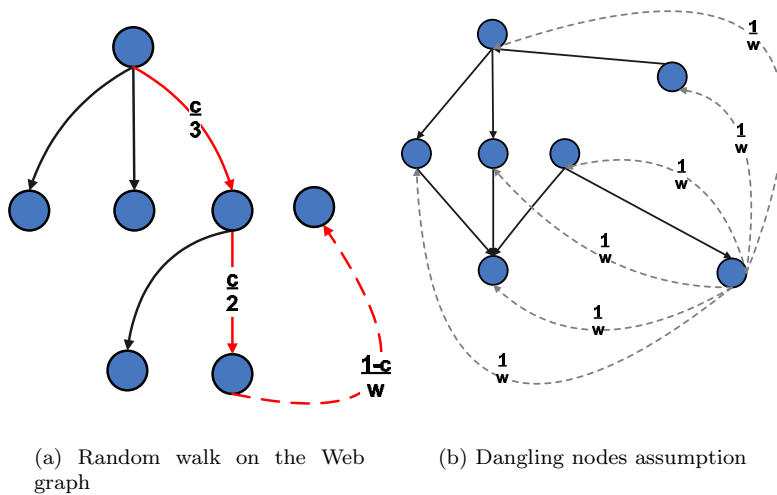 c
3
c
2
1-c
w
1
w
1
w
1
w
1
w
1
w
1
w
(a) Random walk on the Web
graph
(b) Dangling nodes assumption